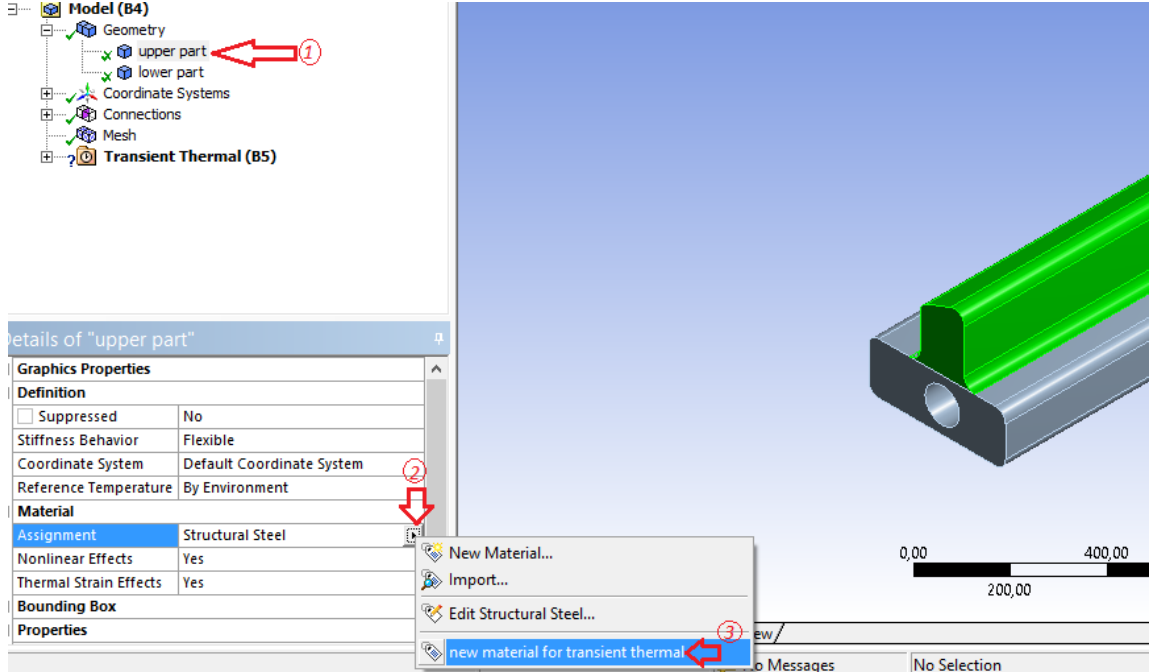 Model (B4)
Geometry
upper part
1
lower part
Coordinate Systems
Connections
Mesh
? Transient Thermal (B5)
etails of "upper part"
Graphics Properties
Definition
Suppressed No
Stiffness Behavior Flexible
Coordinate System Default Coordinate System
2
Reference Temperature By Environment
Material
Assignment Structural Steel
Nonlinear Effects Yes
Thermal Strain Effects Yes
Bounding Box
Properties
New Material...
Import...
Edit Structural Steel...
new material for transient thermal
3
0,00 400,00
200,00
ew
o Messages
No Selection